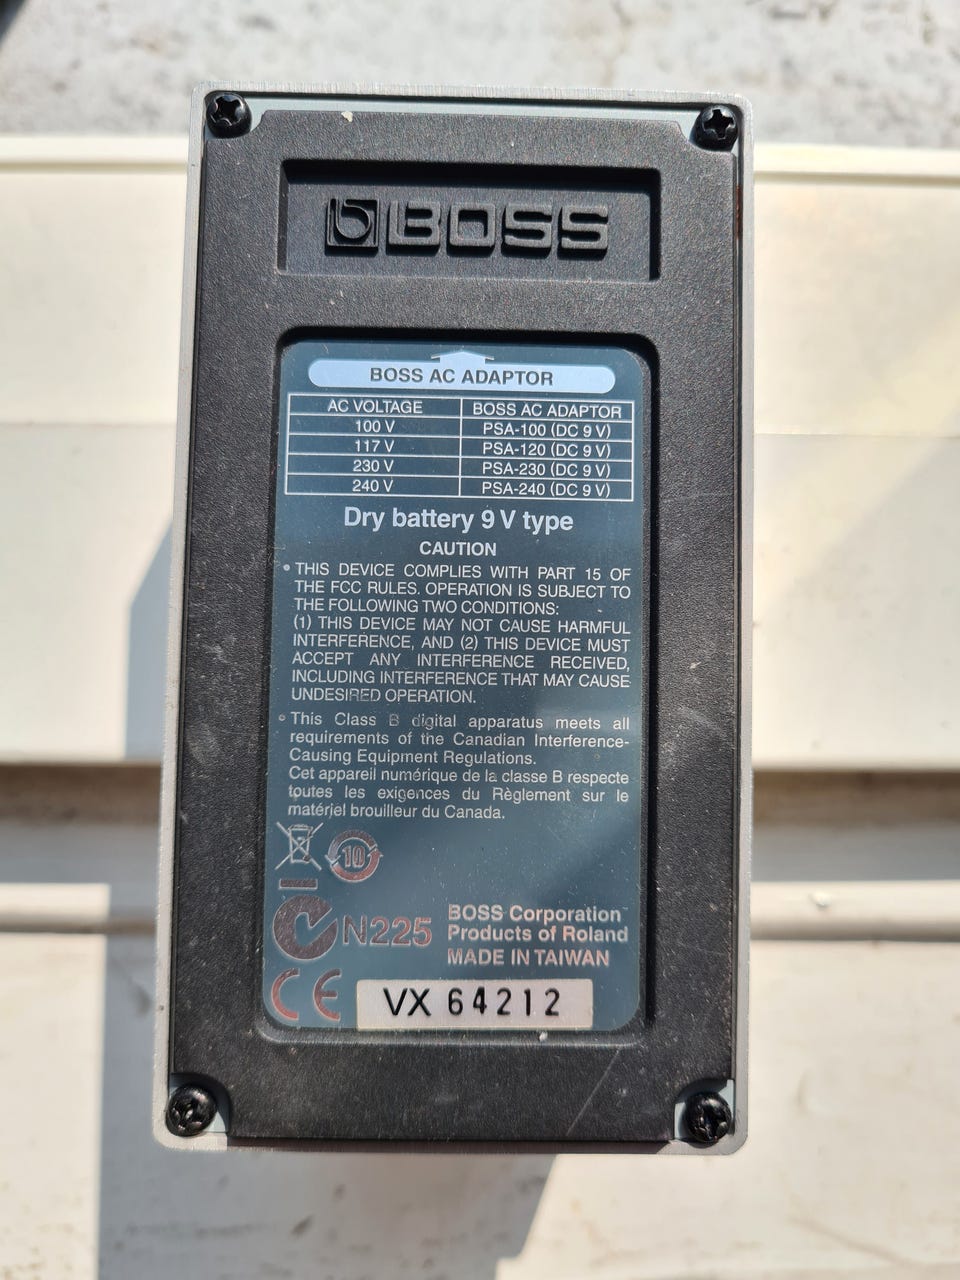 BOSS
BOSS AC ADAPTOR
AC VOLTAGE BOSS AC ADAPTOR
100 V PSA-100 (DC 9 V)
117 V PSA-120 (DC 9 V)
230 V PSA-230 (DC 9 V)
240 V PSA-240 (DC 9 V)
Dry battery 9 V type
CAUTION
• THIS DEVICE COMPLIES WITH PART 15 OF
THE FCC RULES. OPERATION IS SUBJECT TO
THE FOLLOWING TWO CONDITIONS:
(1) THIS DEVICE MAY NOT CAUSE HARMFUL
INTERFERENCE, AND (2) THIS DEVICE MUST
ACCEPT ANY INTERFERENCE RECEIVED,
INCLUDING INTERFERENCE THAT MAY CAUSE
UNDESIRED OPERATION.
• This Class B digital apparatus meets all
requirements of the Canadian Interference-
Causing Equipment Regulations.
Cet appareil numérique de la classe B respecte
toutes les exigences du Règlement sur le
matériel brouilleur du Canada.
10
N225
BOSS Corporation
Products of Roland
MADE IN TAIWAN
CE
VX 64212